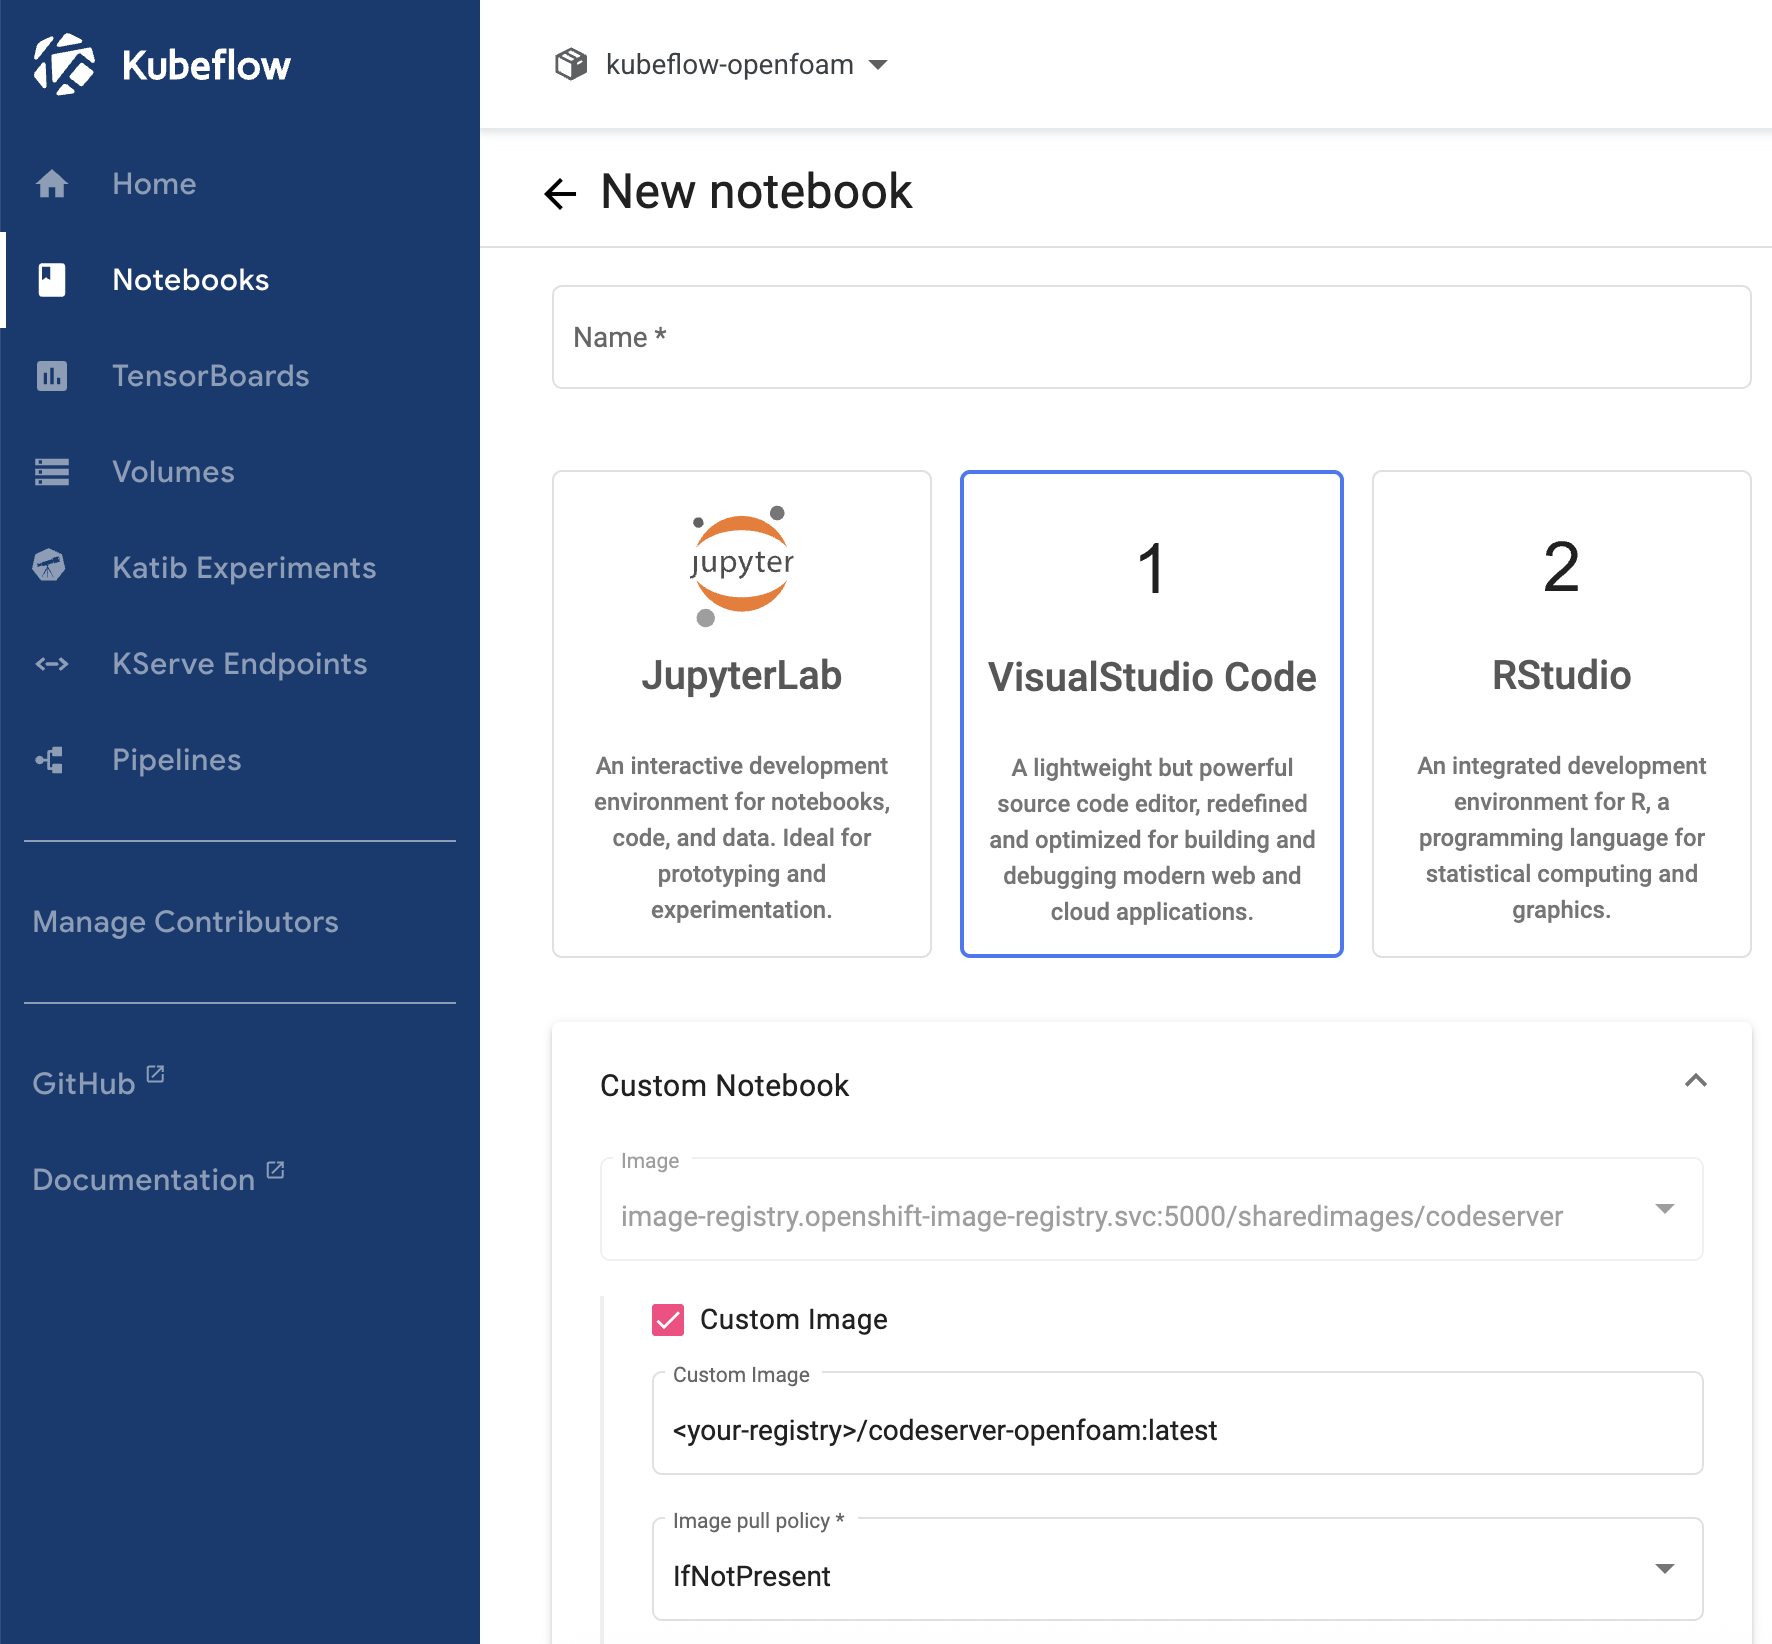 Kubeflow
Home
Notebooks
TensorBoards
Volumes
Katib Experiments
KServe Endpoints
Pipelines
Manage Contributors
GitHub
Documentation
kubeflow-openfoam
New notebook
Name *
jupyter
JupyterLab
An interactive development
environment for notebooks,
code, and data. Ideal for
prototyping and
experimentation.
1
VisualStudio Code
A lightweight but powerful
source code editor, redefined
and optimized for building and
debugging modern web and
cloud applications.
2
RStudio
An integrated development
environment for R, a
programming language for
statistical computing and
graphics.
Custom Notebook
Image
image-registry.openshift-image-registry.svc:5000/sharedimages/codeserver
Custom Image
Custom Image
<your-registry>/codeserver-openfoam:latest
Image pull policy *
IfNotPresent